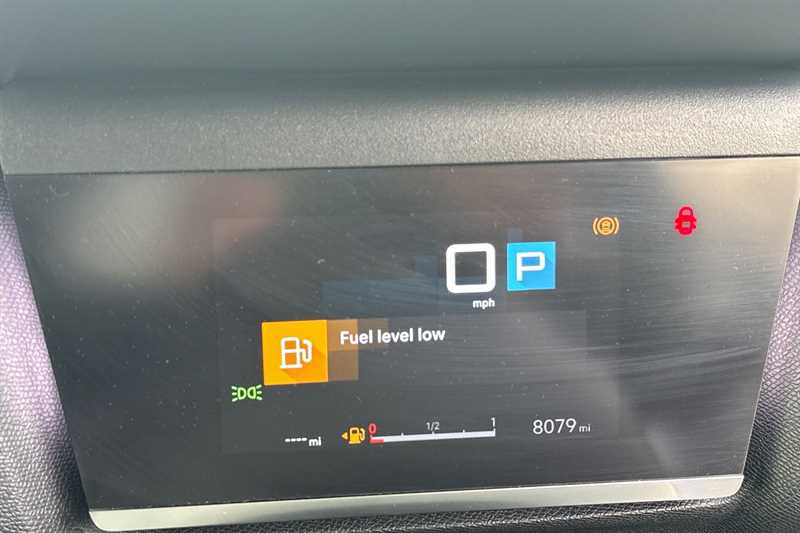 0 P
mph
Fuel level low
---- mi
0 1/2 1
8079 mi